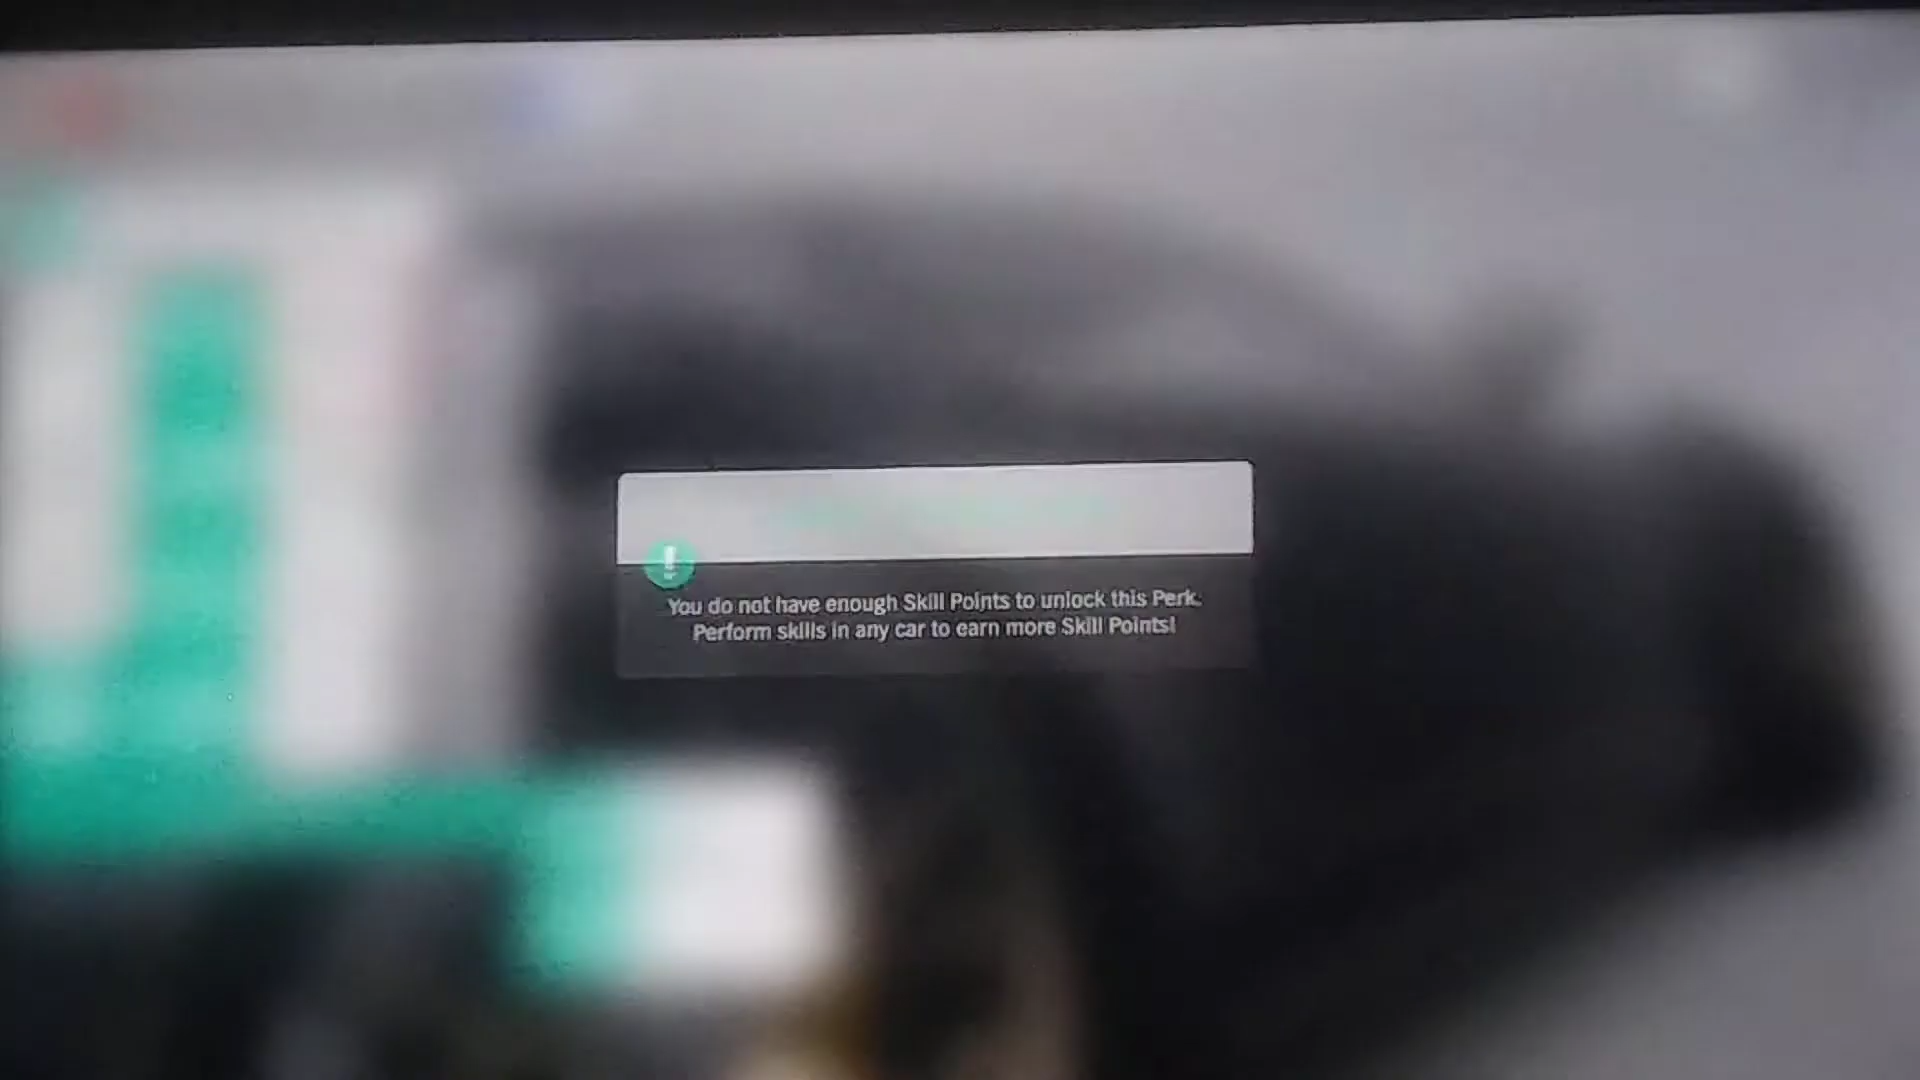 You do not have enough Skill Points to unlock this Perk.
Perform skills in any car to earn more Skill Points!